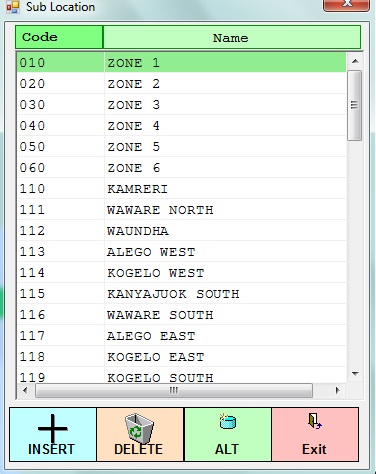 Sub Location
Code Name
010 ZONE 1
020 ZONE 2
030 ZONE 3
040 ZONE 4
050 ZONE 5
060 ZONE 6
110 KAMRERI
111 WAWARE NORTH
112 WAUNDHA
113 ALEGO WEST
114 KOGELO WEST
115 KANYAJUOK SOUTH
116 WAWARE SOUTH
117 ALEGO EAST
118 KOGELO EAST
119 KOGELO SOUTH
INSERT DELETE ALT Exit